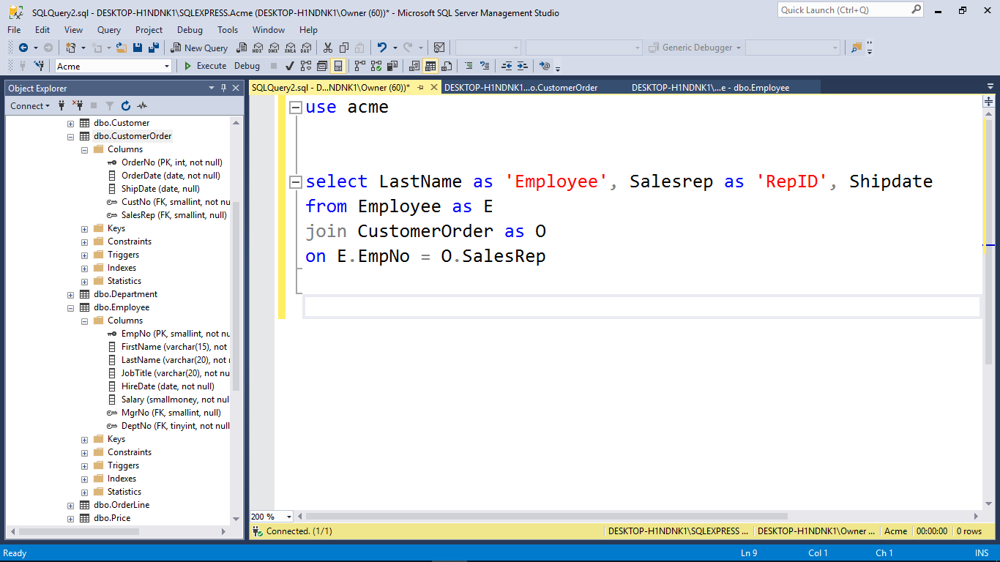 SQLQuery2.sql - DESKTOP-H1NDNK1\SQLEXPRESS.Acme (DESKTOP-H1NDNK1\Owner (60))* - Microsoft SQL Server Management Studio
Quick Launch (Ctrl+Q)
File Edit View Query Project Debug Tools Window Help
New Query MDX DMX XMLA DAX Generic Debugger
Acme Execute Debug
Object Explorer
SQLQuery2.sql - D...NDNK1\Owner (60))* DESKTOP-H1NDNK1...o.CustomerOrder DESKTOP-H1NDNK1\...e - dbo.Employee
Connect
dbo.Customer
dbo.CustomerOrder
Columns
OrderNo (PK, int, not null)
OrderDate (date, not null)
ShipDate (date, null)
CustNo (FK, smallint, not nu
SalesRep (FK, smallint, null)
Keys
Constraints
Triggers
Indexes
Statistics
dbo.Department
dbo.Employee
Columns
EmpNo (PK, smallint, not nu
FirstName (varchar(15), not
LastName (varchar(20), not
JobTitle (varchar(20), not nu
HireDate (date, not null)
Salary (smallmoney, not nul
MgrNo (FK, smallint, null)
DeptNo (FK, tinyint, not null
Keys
Constraints
Triggers
Indexes
Statistics
dbo.OrderLine
dbo.Price
use acme
select LastName as 'Employee', Salesrep as 'RepID', Shipdate
from Employee as E
join CustomerOrder as O
on E.EmpNo = O.SalesRep
200 %
Connected. (1/1) DESKTOP-H1NDNK1\SQLEXPRESS ... DESKTOP-H1NDNK1\Owner ... Acme 00:00:00 0 rows
Ready Ln 9 Col 1 Ch 1 INS